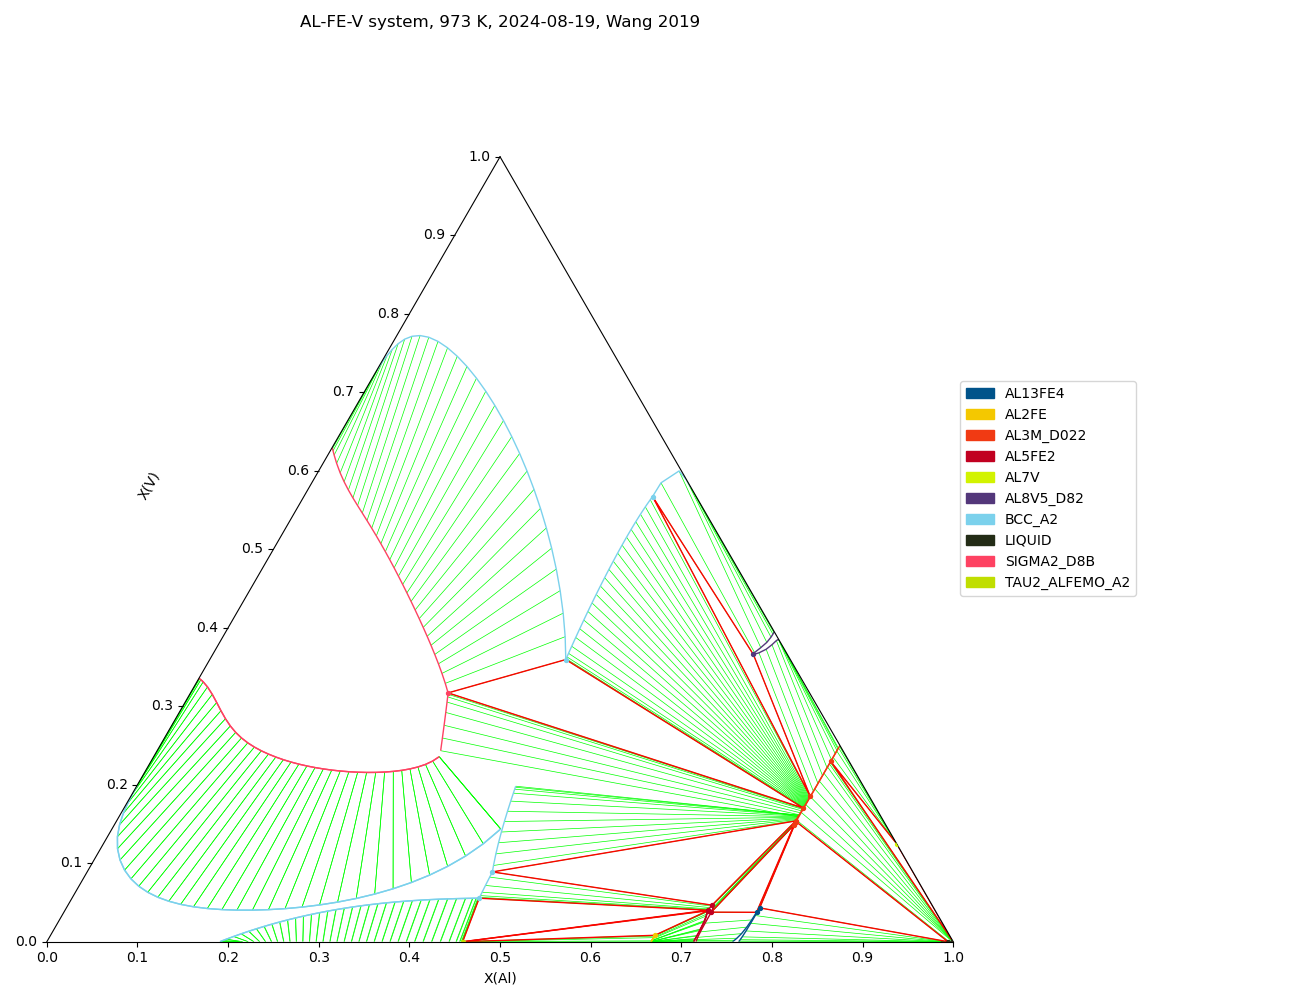 AL-FE-V system, 973 K, 2024-08-19, Wang 2019
1.0
0.9
0.8
0.7
0.6
0.5
0.4
0.3
0.2
0.1
0.0
X(V)
0.0 0.1 0.2 0.3 0.4 0.5 0.6 0.7 0.8 0.9 1.0
X(Al)
AL13FE4
AL2FE
AL3M_D022
AL5FE2
AL7V
AL8V5_D82
BCC_A2
LIQUID
SIGMA2_D8B
TAU2_ALFEMO_A2